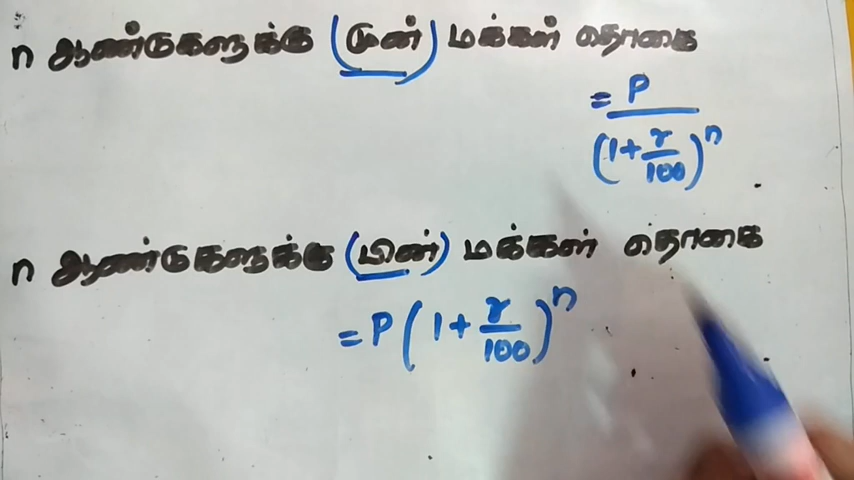 n ஆண்டுகளுக்கு (முன்) மக்கள் தொகை
= P / (1 + r/100)^n
n ஆண்டுகளுக்கு (பின்) மக்கள் தொகை
= P (1 + r/100)^n